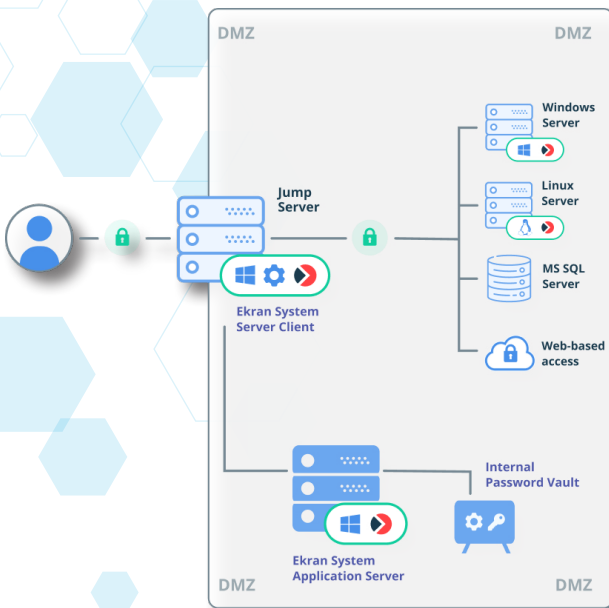 DMZ
DMZ
Windows
Server
Jump
Server
Linux
Server
MS SQL
Server
Ekran System
Server Client
Web-based
access
Internal
Password Vault
Ekran System
Application Server
DMZ
DMZ